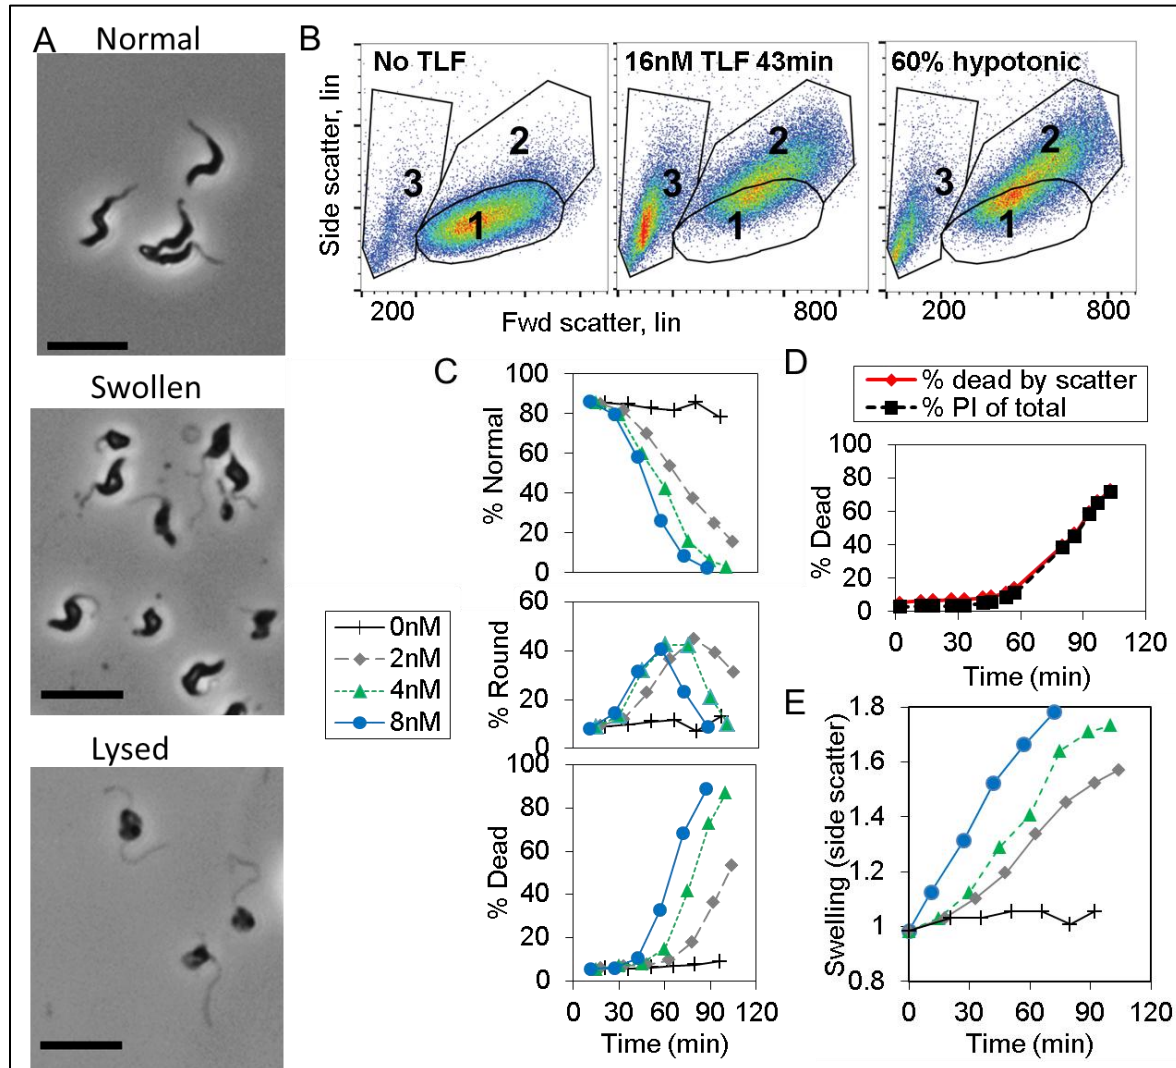 A
Normal
Swollen
Lysed
B
No TLF
16nM TLF 43min
60% hypotonic
3
2
1
3
2
1
3
2
1
Side scatter, lin
200
800
200
800
Fwd scatter, lin
C
100
80
60
40
20
0
% Normal
60
40
20
0
% Round
100
80
60
40
20
0
% Dead
0
30
60
90
120
Time (min)
0nM
2nM
4nM
8nM
D
% dead by scatter
% PI of total
100
80
60
40
20
0
% Dead
0
30
60
90
120
Time (min)
E
1.8
1.6
1.4
1.2
1
0.8
Swelling (side scatter)
0
30
60
90
120
Time (min)